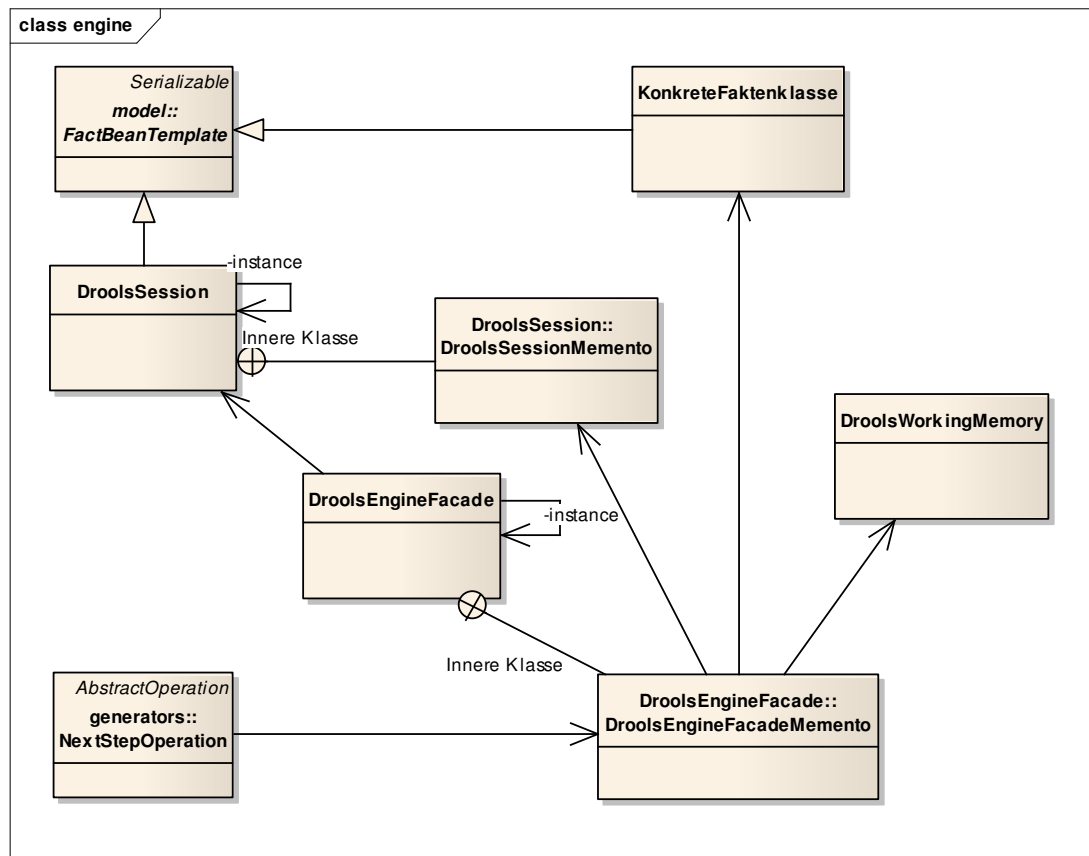 class engine
Serializable
model::
FactBeanTemplate
KonkreteFaktenklasse
DroolsSession
-instance
Innere Klasse
DroolsSession::
DroolsSessionMemento
DroolsWorkingMemory
DroolsEngineFacade
-instance
Innere Klasse
AbstractOperation
generators::
NextStepOperation
DroolsEngineFacade::
DroolsEngineFacadeMemento